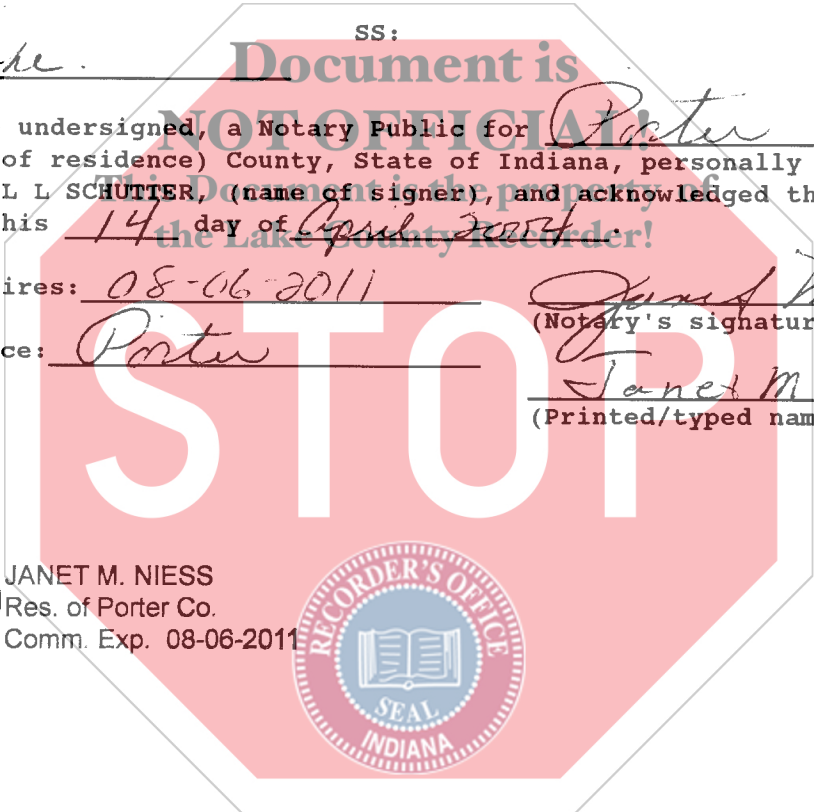 SS:
Document is
NOT OFFICIAL!
undersigned, a Notary Public for Porter
of residence) County, State of Indiana, personally
This Document is the property of
L L SCHUTTER, (name of signer), and acknowledged th
his 14 day of April 2004.
the Lake County Recorder!
ires: 08-06-2011 Janet M
(Notary's signatur
ce: Porter
Janet M
(Printed/typed nam
STOP
JANET M. NIESS
Res. of Porter Co.
Comm. Exp. 08-06-2011
RECORDER'S OFFICE
SEAL
INDIANA